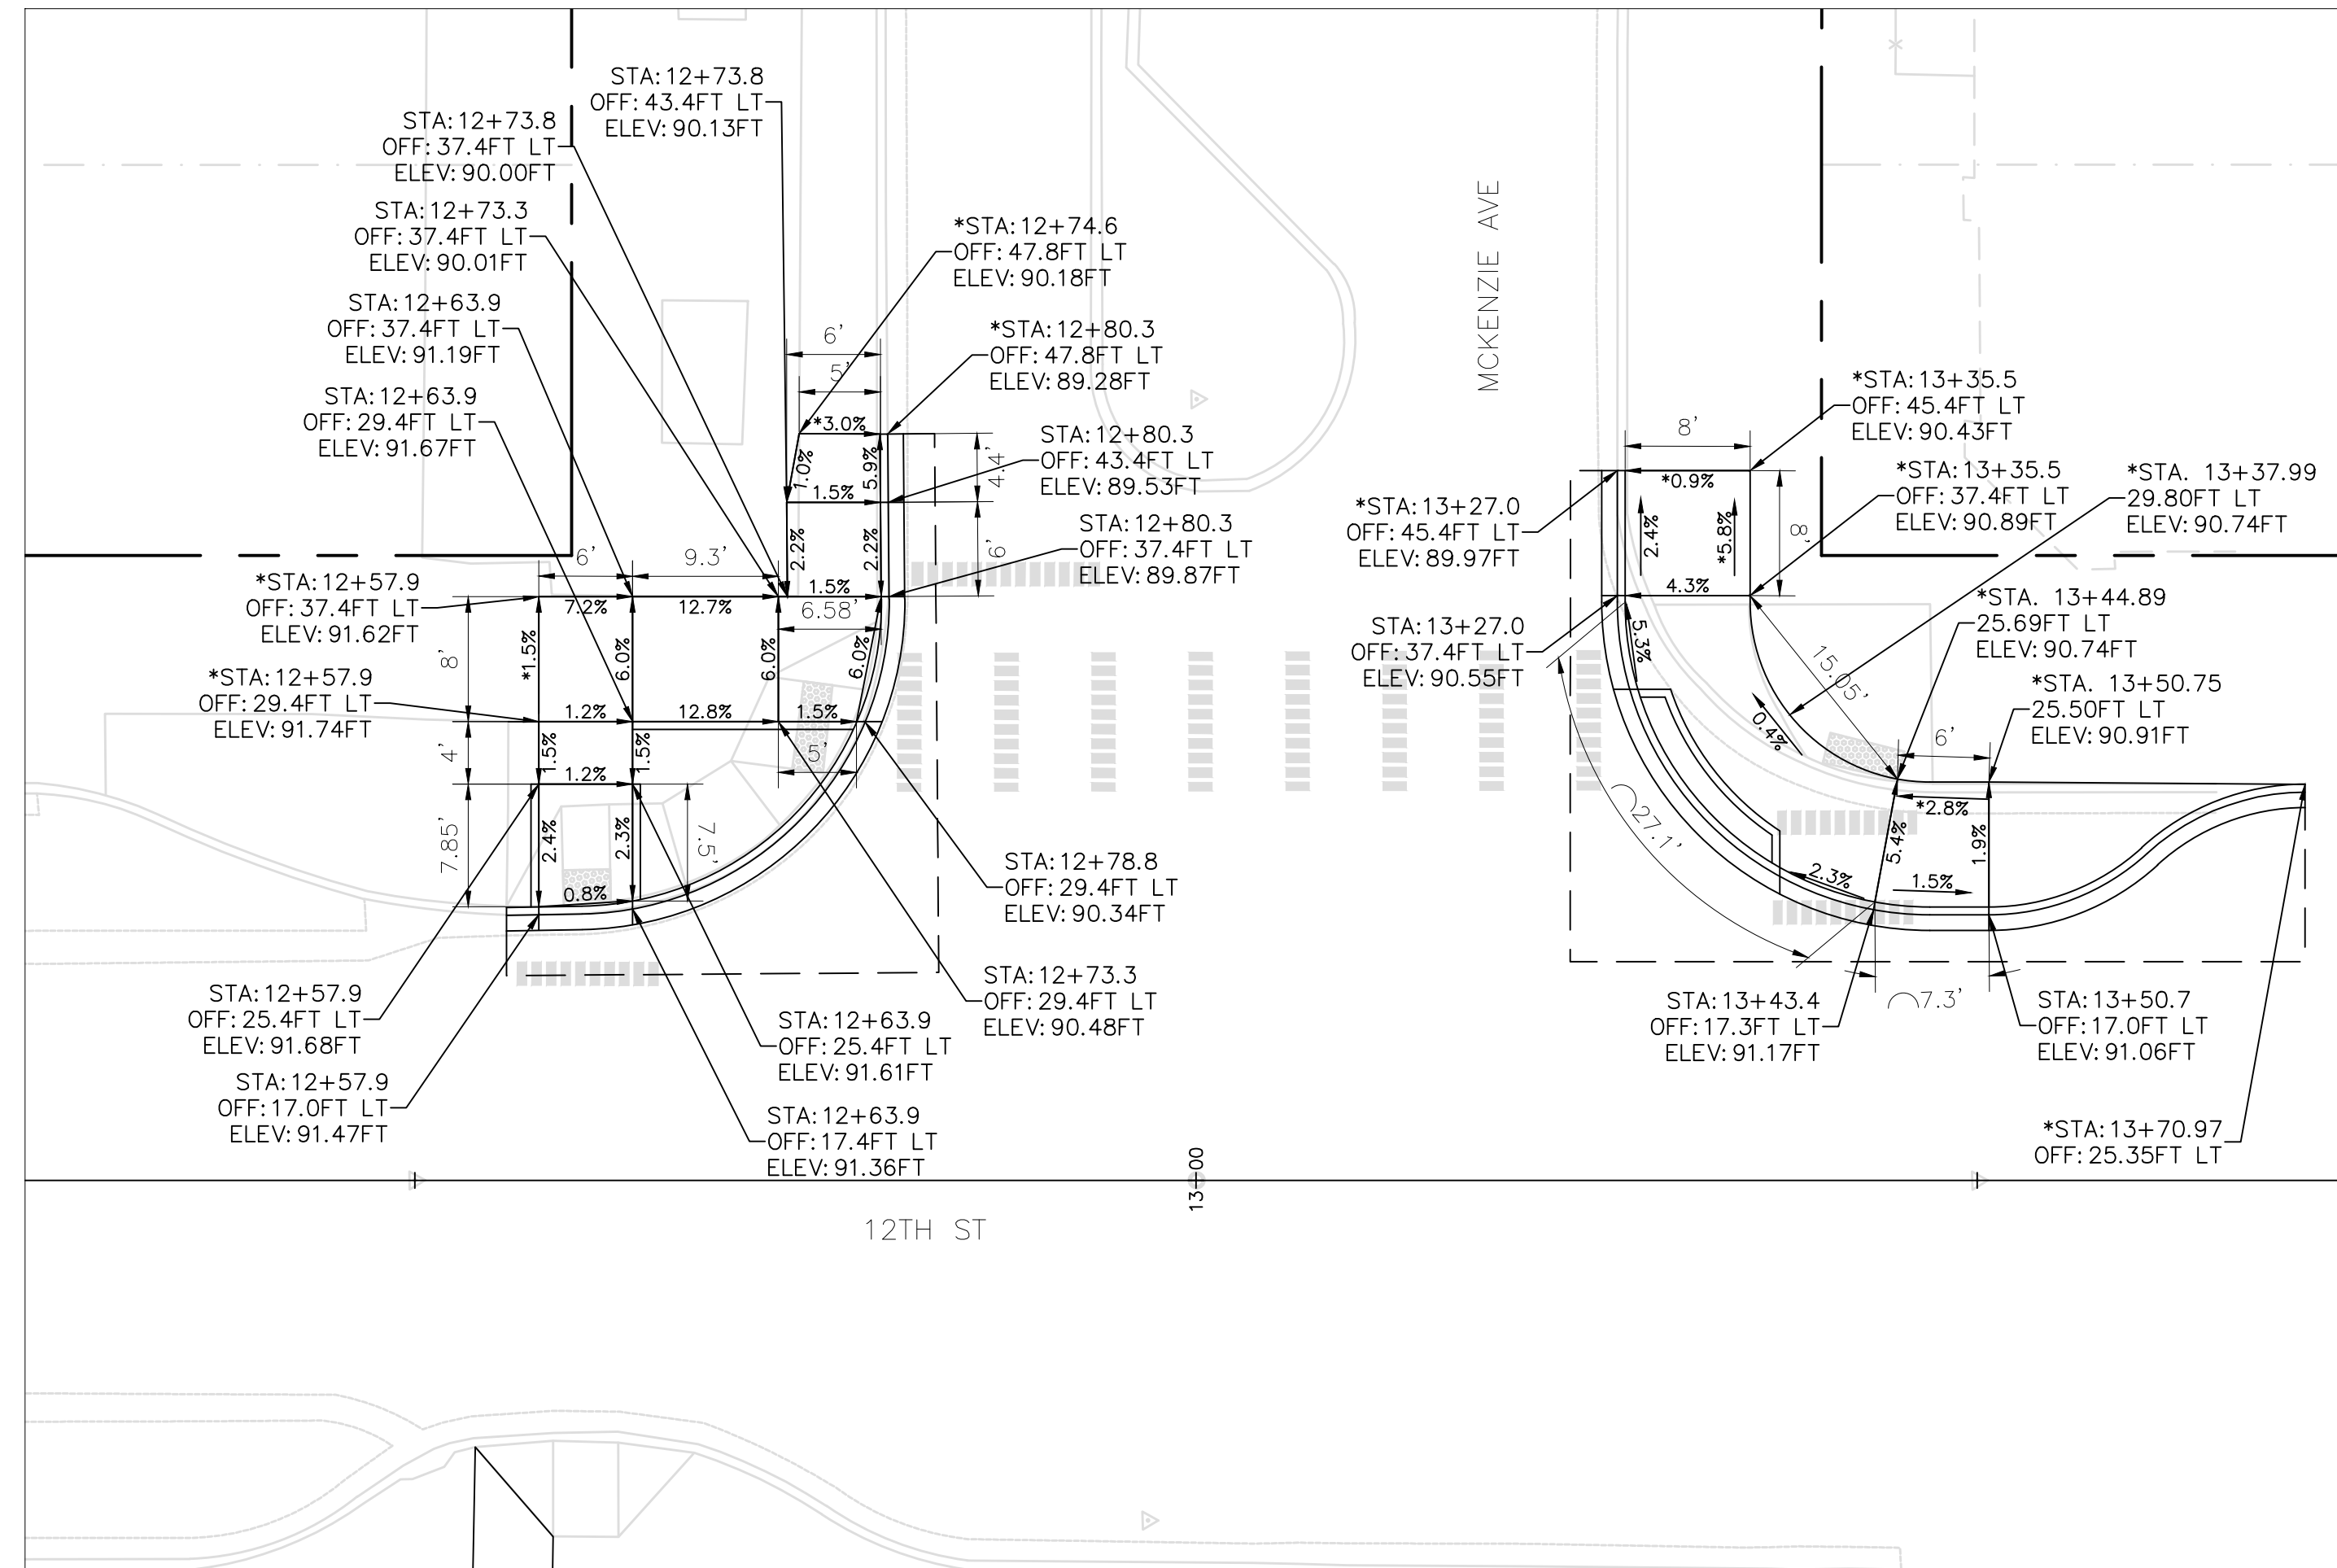 STA: 12+73.8
OFF: 43.4FT LT
ELEV: 90.13FT
STA: 12+73.8
OFF: 37.4FT LT
ELEV: 90.00FT
STA: 12+73.3
OFF: 37.4FT LT
ELEV: 90.01FT
STA: 12+63.9
OFF: 37.4FT LT
ELEV: 91.19FT
STA: 12+63.9
OFF: 29.4FT LT
ELEV: 91.67FT
*STA: 12+57.9
OFF: 37.4FT LT
ELEV: 91.62FT
*STA: 12+57.9
OFF: 29.4FT LT
ELEV: 91.74FT
STA: 12+57.9
OFF: 25.4FT LT
ELEV: 91.68FT
STA: 12+57.9
OFF: 17.0FT LT
ELEV: 91.47FT
*STA: 12+74.6
OFF: 47.8FT LT
ELEV: 90.18FT
*STA: 12+80.3
OFF: 47.8FT LT
ELEV: 89.28FT
STA: 12+80.3
OFF: 43.4FT LT
ELEV: 89.53FT
STA: 12+80.3
OFF: 37.4FT LT
ELEV: 89.87FT
STA: 12+78.8
OFF: 29.4FT LT
ELEV: 90.34FT
STA: 12+73.3
OFF: 29.4FT LT
ELEV: 90.48FT
STA: 12+63.9
OFF: 25.4FT LT
ELEV: 91.61FT
STA: 12+63.9
OFF: 17.4FT LT
ELEV: 91.36FT
6'
5'
*3.0%
1.0%
5.9%
4.4'
1.5%
2.2%
2.2%
6'
6'
9.3'
1.5%
7.2%
12.7%
6.58'
8'
*1.5%
6.0%
6.0%
6.0%
1.2%
12.8%
1.5%
4'
1.5%
1.5%
5'
1.2%
7.85'
2.4%
2.3%
7.5'
0.8%
MCKENZIE AVE
*STA: 13+35.5
OFF: 45.4FT LT
ELEV: 90.43FT
*STA: 13+35.5
OFF: 37.4FT LT
ELEV: 90.89FT
*STA. 13+37.99
29.80FT LT
ELEV: 90.74FT
*STA: 13+27.0
OFF: 45.4FT LT
ELEV: 89.97FT
STA: 13+27.0
OFF: 37.4FT LT
ELEV: 90.55FT
*STA. 13+44.89
25.69FT LT
ELEV: 90.74FT
*STA. 13+50.75
25.50FT LT
ELEV: 90.91FT
8'
*0.9%
2.4%
*5.8%
8'
4.3%
5.3%
15.05'
0.4%
6'
*2.8%
27.1'
5.4%
1.9%
2.3%
1.5%
7.3'
STA: 13+43.4
OFF: 17.3FT LT
ELEV: 91.17FT
STA: 13+50.7
OFF: 17.0FT LT
ELEV: 91.06FT
*STA: 13+70.97
OFF: 25.35FT LT
13+00
12TH ST